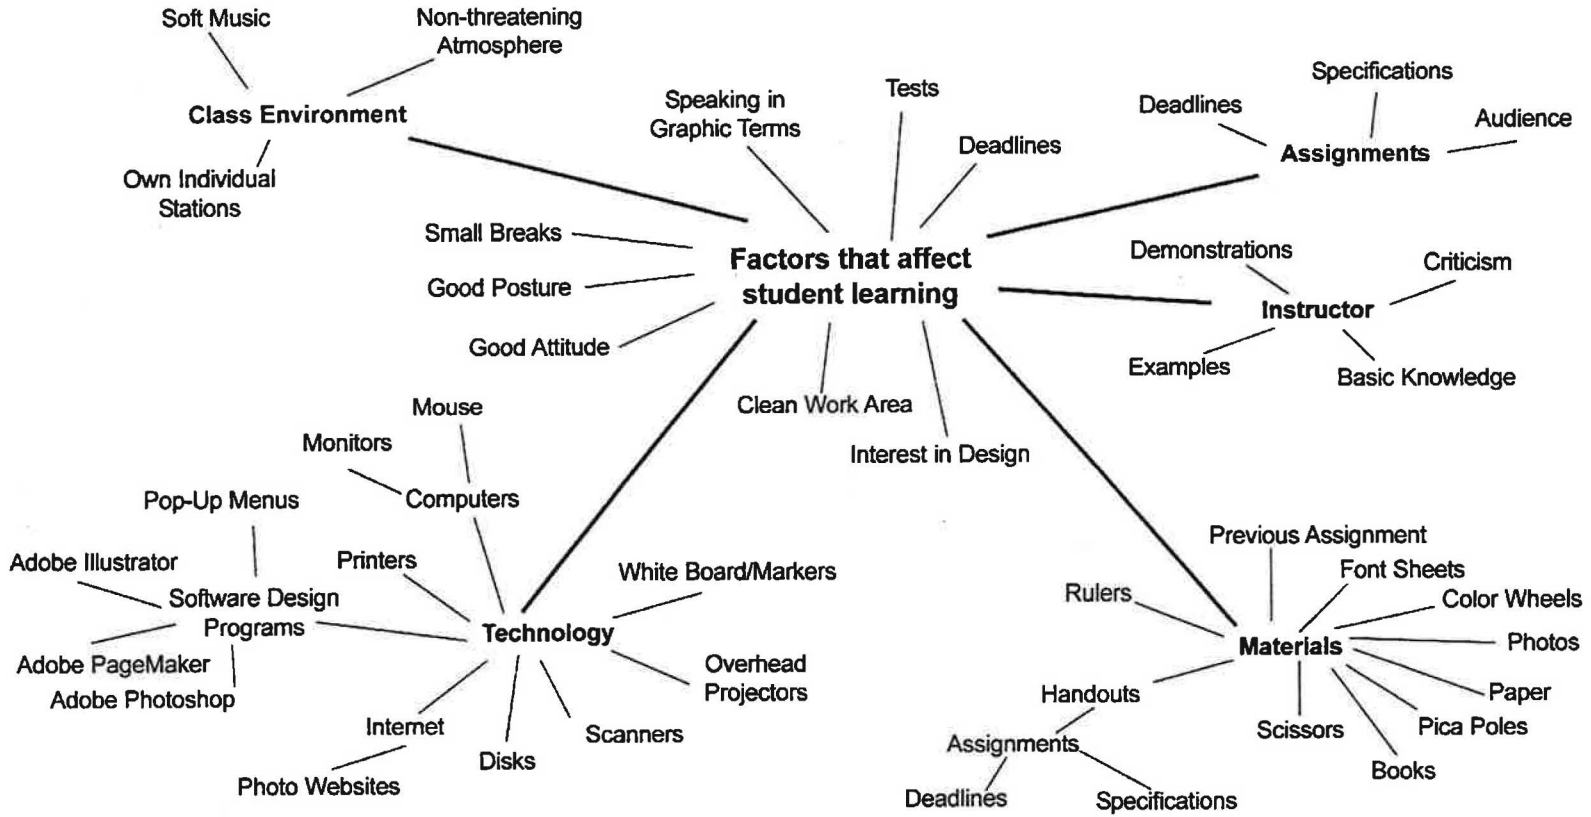 Soft Music
Non-threatening
Atmosphere
Class Environment
Own Individual
Stations
Speaking in
Graphic Terms
Tests
Deadlines
Deadlines
Specifications
Audience
Assignments
Small Breaks
Good Posture
Good Attitude
Factors that affect
student learning
Demonstrations
Criticism
Instructor
Examples
Basic Knowledge
Clean Work Area
Interest in Design
Mouse
Monitors
Computers
Pop-Up Menus
Adobe Illustrator
Software Design
Programs
Adobe PageMaker
Adobe Photoshop
Printers
White Board/Markers
Technology
Overhead
Projectors
Internet
Photo Websites
Disks
Scanners
Previous Assignment
Font Sheets
Rulers
Color Wheels
Materials
Photos
Handouts
Paper
Pica Poles
Scissors
Books
Assignments
Deadlines
Specifications